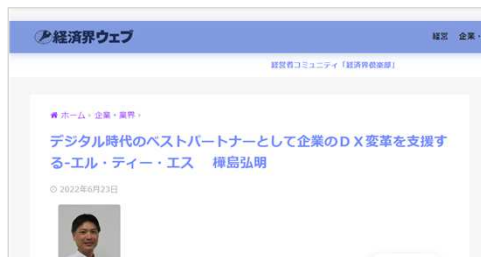 経済界ウェブ
経営 企業・
経営者コミュニティ「経済界倶楽部」
ホーム › 企業・業界 ›
デジタル時代のベストパートナーとして企業のＤＸ変革を支援す
る-エル・ティー・エス　樺島弘明
2022年6月23日